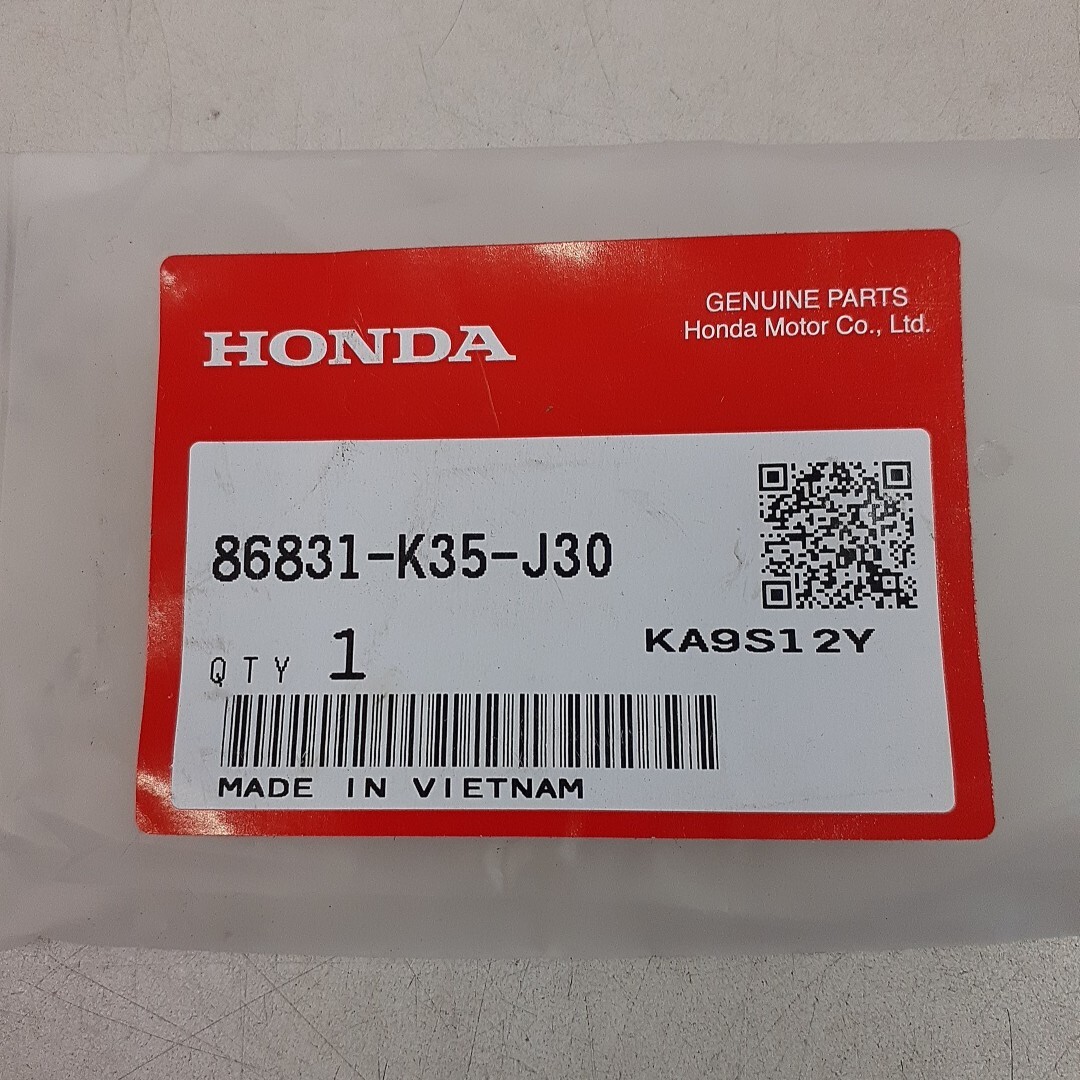 HONDA
GENUINE PARTS
Honda Motor Co., Ltd.
86831-K35-J30
KA9S12Y
QTY 1
MADE IN VIETNAM